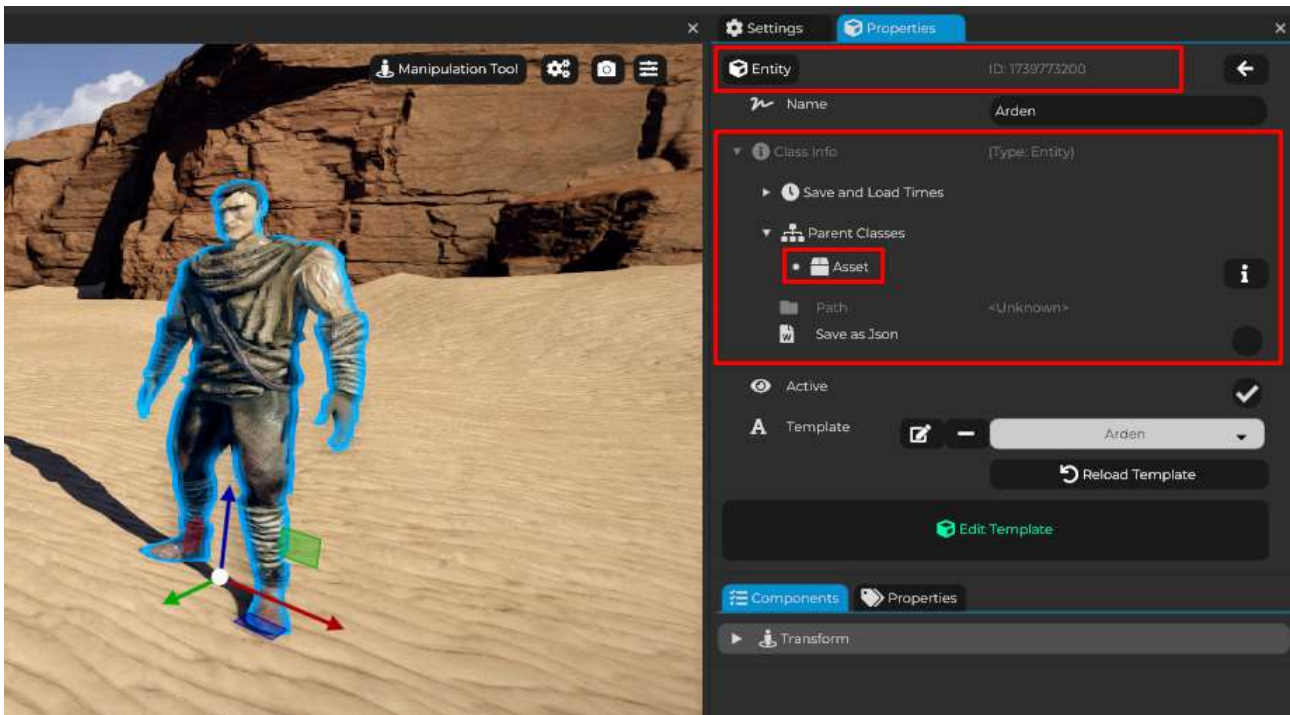 Manipulation Tool
Settings
Properties
Entity
ID: 1739773200
Name
Arden
Class Info
(Type: Entity)
Save and Load Times
Parent Classes
Asset
Path
<Unknown>
Save as Json
Active
Template
Arden
Reload Template
Edit Template
Components
Properties
Transform